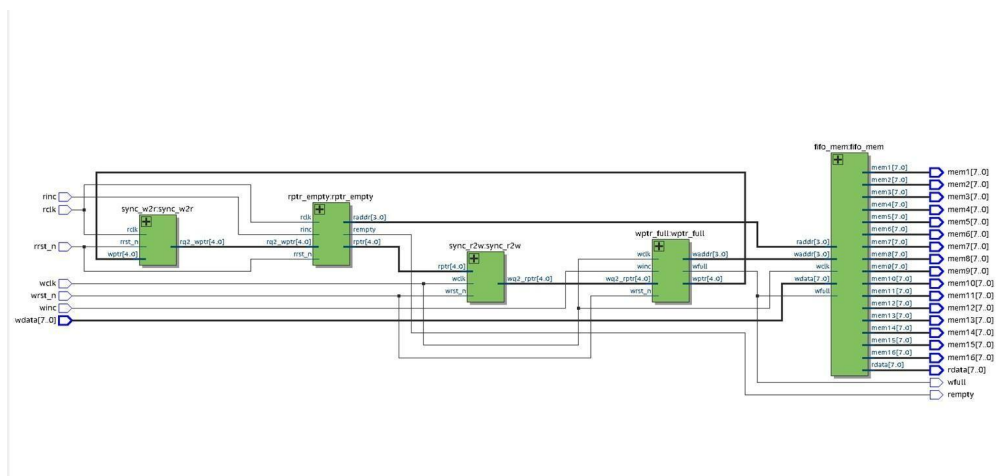 fifo_mem:fifo_mem
mem1[7..0]
mem2[7..0]
mem3[7..0]
mem4[7..0]
mem5[7..0]
mem6[7..0]
mem7[7..0]
mem8[7..0]
mem9[7..0]
mem10[7..0]
mem11[7..0]
mem12[7..0]
mem13[7..0]
mem14[7..0]
mem15[7..0]
mem16[7..0]
rdata[7..0]
raddr[3..0]
waddr[3..0]
wclk
wdata[7..0]
wfull
mem1[7..0]
mem2[7..0]
mem3[7..0]
mem4[7..0]
mem5[7..0]
mem6[7..0]
mem7[7..0]
mem8[7..0]
mem9[7..0]
mem10[7..0]
mem11[7..0]
mem12[7..0]
mem13[7..0]
mem14[7..0]
mem15[7..0]
mem16[7..0]
rdata[7..0]
wfull
rempty
rinc
rclk
rrst_n
wclk
wrst_n
winc
wdata[7..0]
sync_w2r:sync_w2r
rclk
rrst_n
wptr[4..0]
rq2_wptr[4..0]
rptr_empty:rptr_empty
rclk
rinc
rq2_wptr[4..0]
rrst_n
raddr[3..0]
rempty
rptr[4..0]
sync_r2w:sync_r2w
rptr[4..0]
wclk
wrst_n
wq2_rptr[4..0]
wptr_full:wptr_full
wclk
winc
wq2_rptr[4..0]
wrst_n
waddr[3..0]
wfull
wptr[4..0]